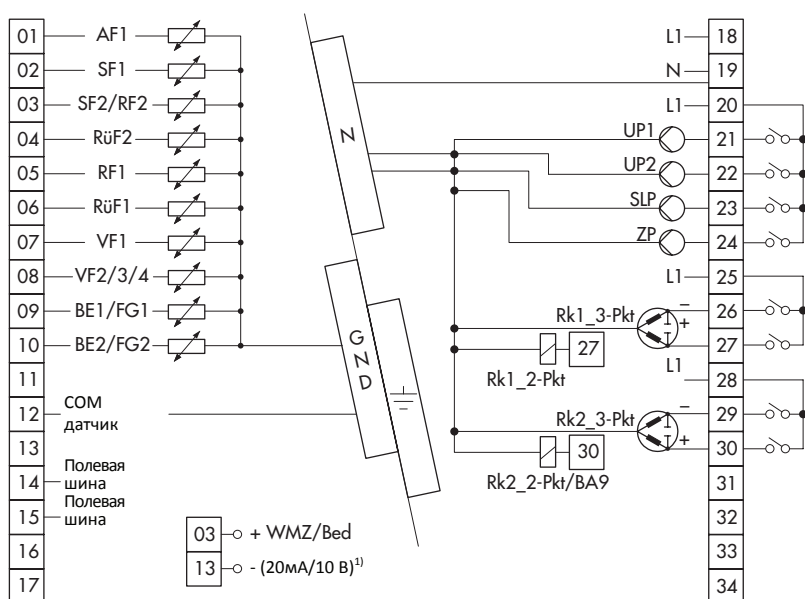 01 AF1
02 SF1
03 SF2/RF2
04 RüF2
05 RF1
06 RüF1
07 VF1
08 VF2/3/4
09 BE1/FG1
10 BE2/FG2
11
12 COM
датчик
13
14 Полевая
шина
15 Полевая
шина
16
17
03 + WMZ/Bed
13 - (20мА/10 В)1)
N
GND
L1 18
N 19
L1 20
UP1 21
UP2 22
SLP 23
ZP 24
L1 25
Rk1_3-Pkt − 26
+
27 27
Rk1_2-Pkt
L1 28
Rk2_3-Pkt − 29
+
30 30
Rk2_2-Pkt/BA9
31
32
33
34